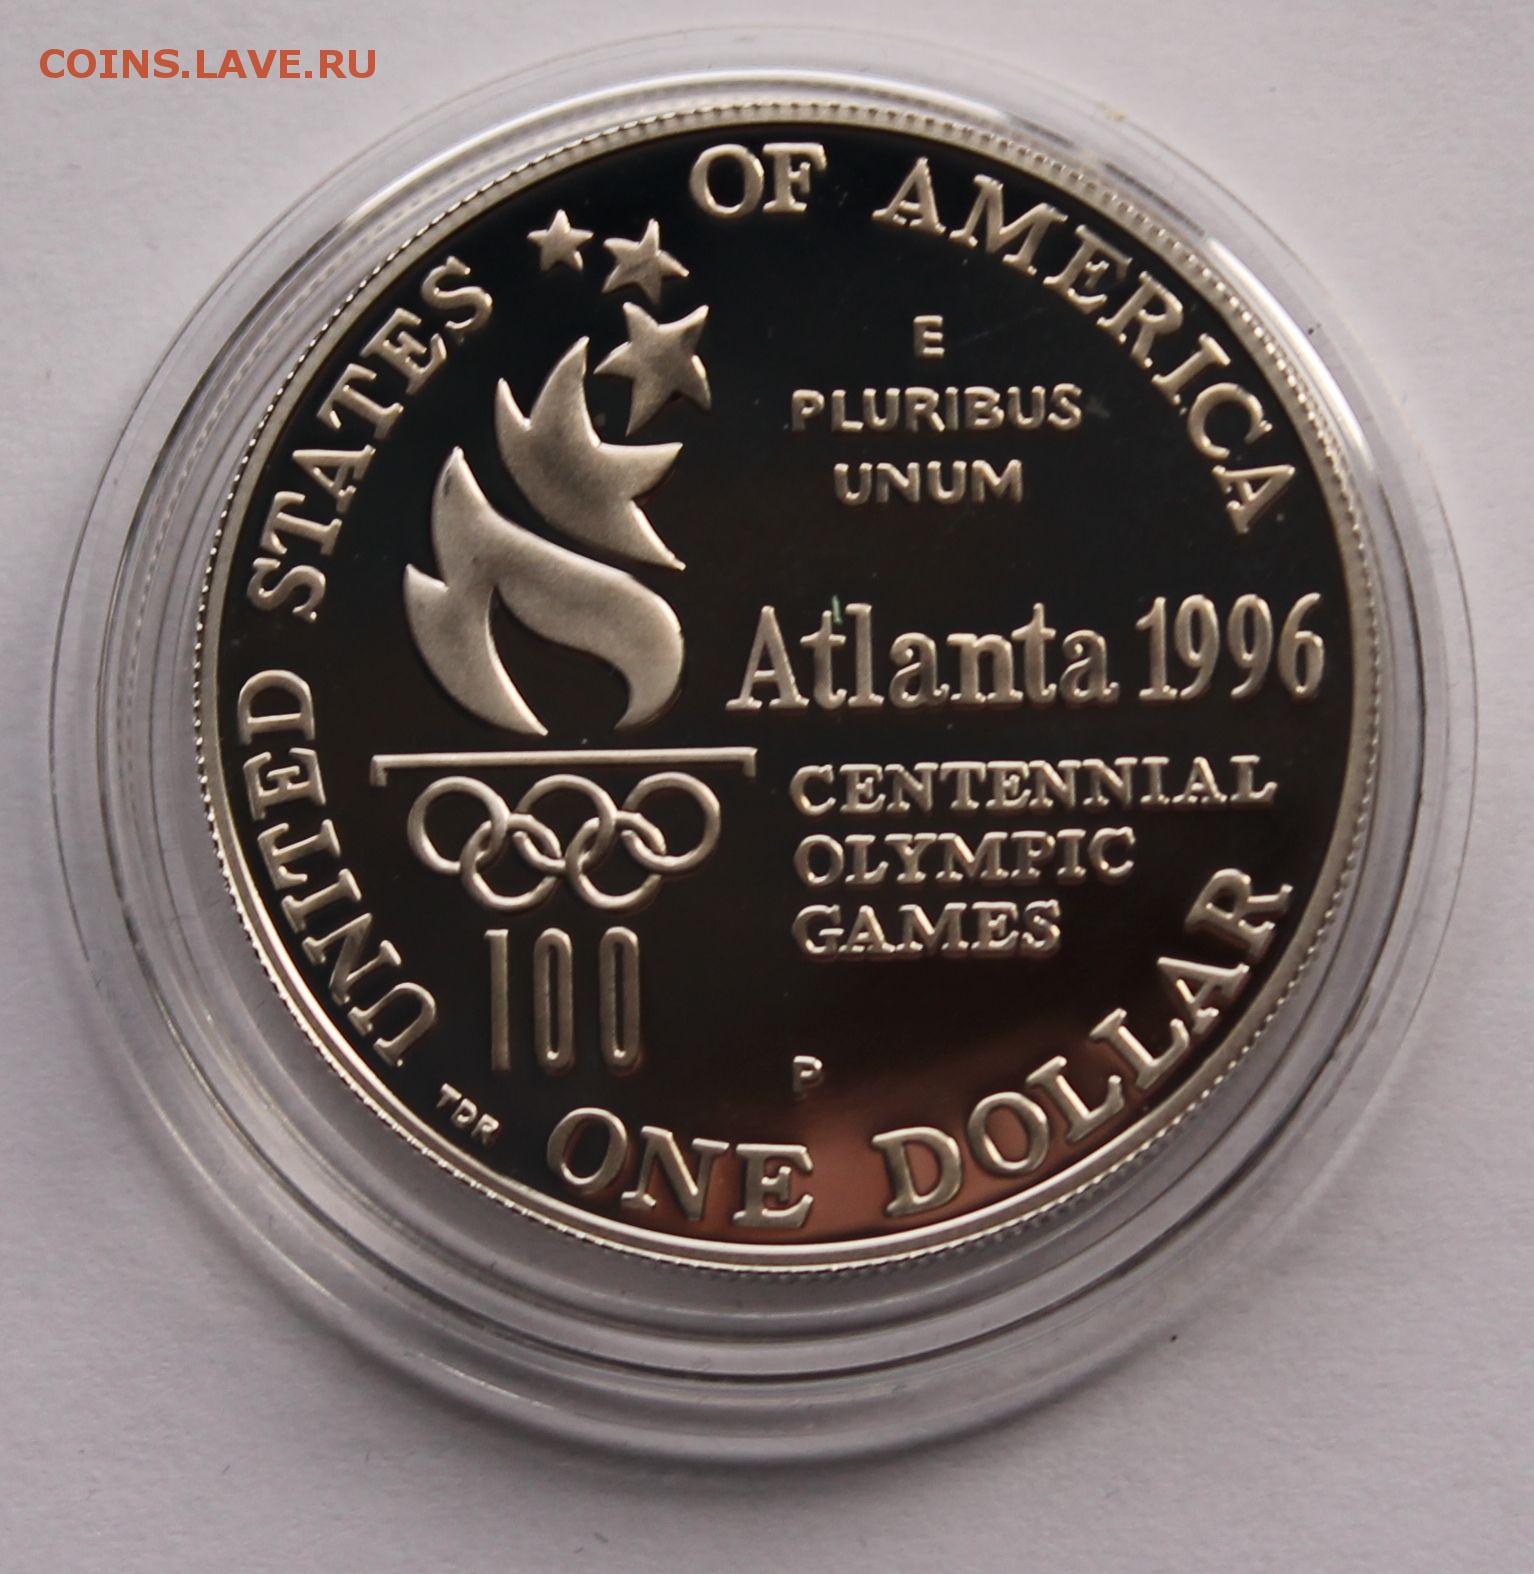 COINS.LAVE.RU
UNITED STATES OF AMERICA
E
PLURIBUS
UNUM
Atlanta 1996
CENTENNIAL
OLYMPIC
GAMES
100
P
TDR
ONE DOLLAR